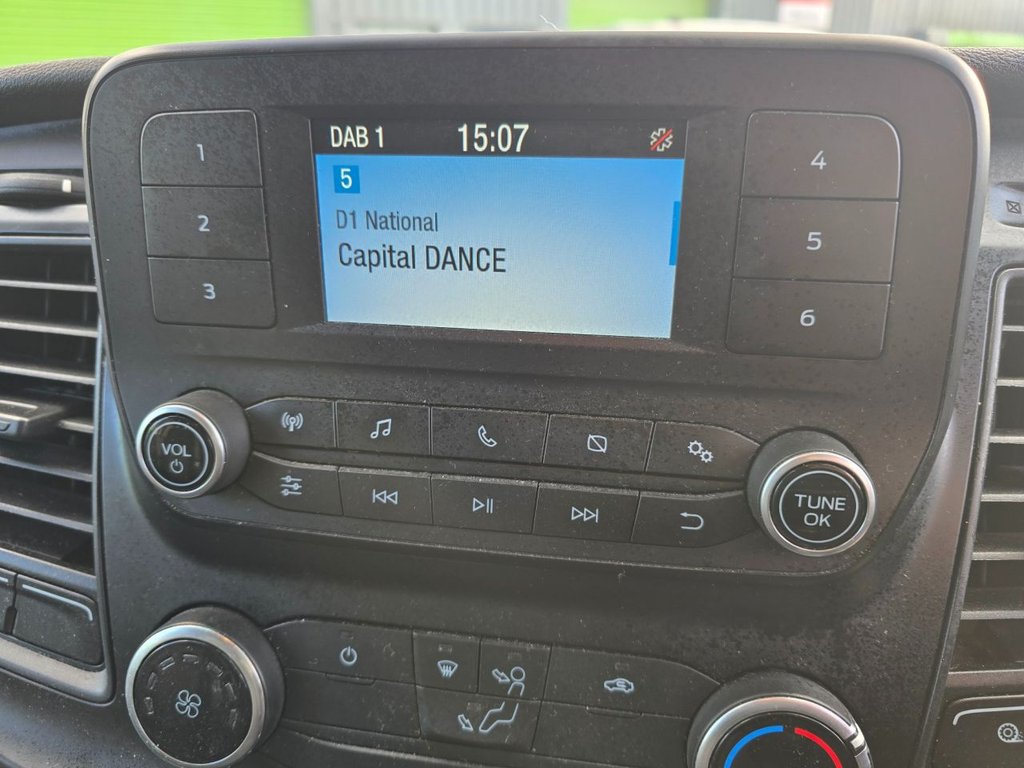 DAB 1 15:07
5
D1 National
Capital DANCE
1
2
3
4
5
6
VOL
TUNE
OK